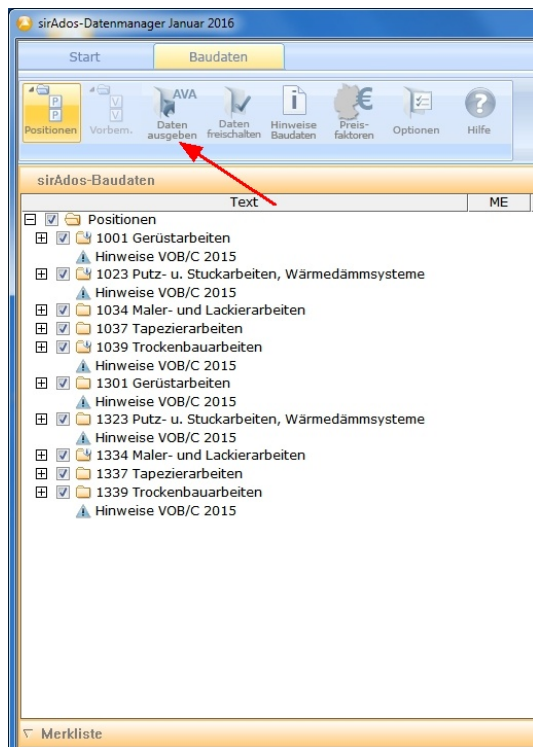 sirAdos-Datenmanager Januar 2016
Start Baudaten
P
P
V
V
AVA
i
€
?
Positionen Vorbem. Daten ausgeben Daten freischalten Hinweise Baudaten Preis-faktoren Optionen Hilfe
sirAdos-Baudaten
Text ME
Positionen
1001 Gerüstarbeiten
Hinweise VOB/C 2015
1023 Putz- u. Stuckarbeiten, Wärmedämmsysteme
Hinweise VOB/C 2015
1034 Maler- und Lackierarbeiten
1037 Tapezierarbeiten
1039 Trockenbauarbeiten
Hinweise VOB/C 2015
1301 Gerüstarbeiten
Hinweise VOB/C 2015
1323 Putz- u. Stuckarbeiten, Wärmedämmsysteme
Hinweise VOB/C 2015
1334 Maler- und Lackierarbeiten
1337 Tapezierarbeiten
1339 Trockenbauarbeiten
Hinweise VOB/C 2015
Merkliste